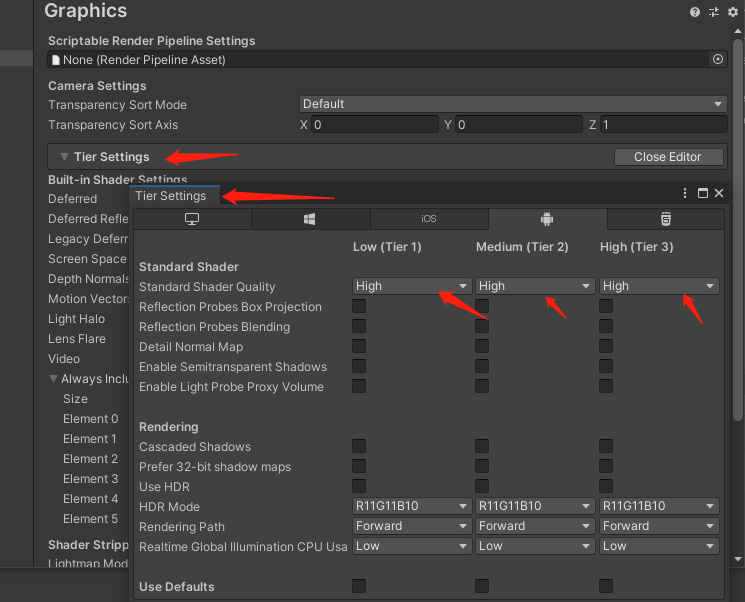 Graphics
Scriptable Render Pipeline Settings
None (Render Pipeline Asset)
Camera Settings
Transparency Sort Mode Default
Transparency Sort Axis X 0 Y 0 Z 1
Tier Settings Close Editor
Built-in Shader Settings
Deferred
Deferred Refle
Legacy Deferr
Screen Space
Depth Normals
Motion Vectors
Light Halo
Lens Flare
Video
Always Inclu
Size
Element 0
Element 1
Element 2
Element 3
Element 4
Element 5
Shader Stripp
Lightmap Mod
Tier Settings
iOS
Low (Tier 1) Medium (Tier 2) High (Tier 3)
Standard Shader
Standard Shader Quality High High High
Reflection Probes Box Projection
Reflection Probes Blending
Detail Normal Map
Enable Semitransparent Shadows
Enable Light Probe Proxy Volume
Rendering
Cascaded Shadows
Prefer 32-bit shadow maps
Use HDR
HDR Mode R11G11B10 R11G11B10 R11G11B10
Rendering Path Forward Forward Forward
Realtime Global Illumination CPU Usa Low Low Low
Use Defaults